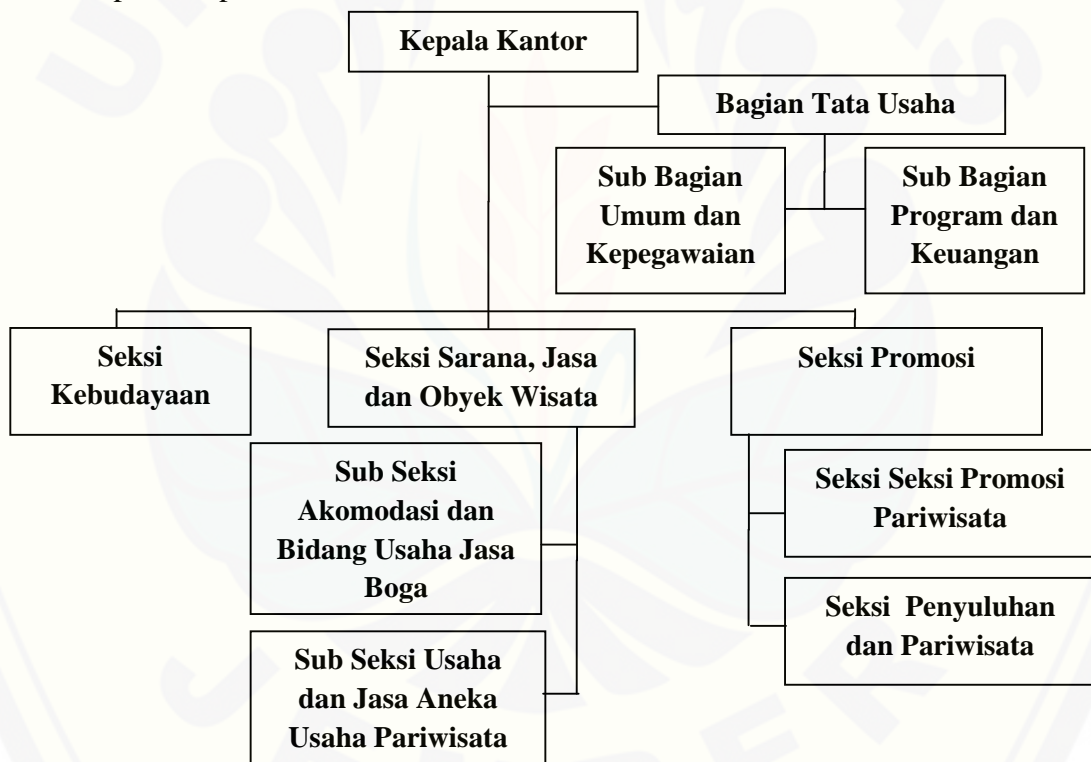 Kepala Kantor
Bagian Tata Usaha
Sub Bagian
Umum dan
Kepegawaian
Sub Bagian
Program dan
Keuangan
Seksi
Kebudayaan
Seksi Sarana, Jasa
dan Obyek Wisata
Seksi Promosi
Sub Seksi
Akomodasi dan
Bidang Usaha Jasa
Boga
Seksi Seksi Promosi
Pariwisata
Seksi Penyuluhan
dan Pariwisata
Sub Seksi Usaha
dan Jasa Aneka
Usaha Pariwisata